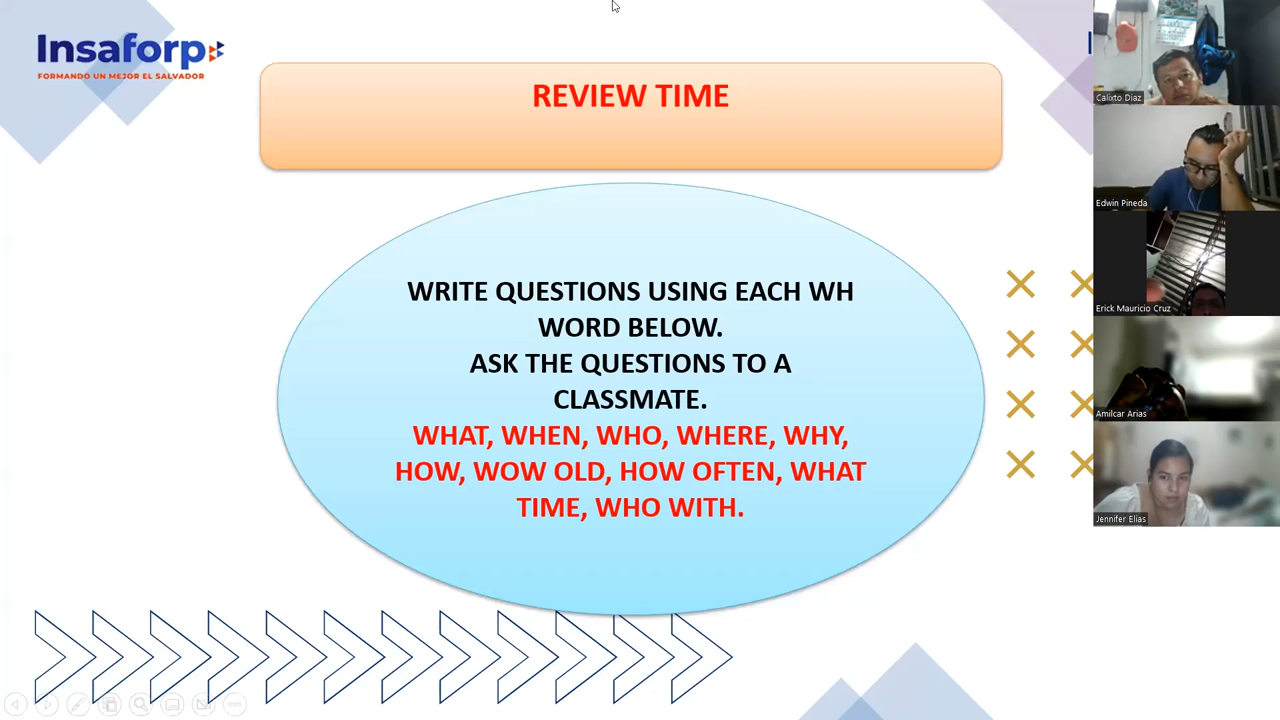 Insaforp
FORMANDO UN MEJOR EL SALVADOR
REVIEW TIME
WRITE QUESTIONS USING EACH WH
WORD BELOW.
ASK THE QUESTIONS TO A
CLASSMATE.
WHAT, WHEN, WHO, WHERE, WHY,
HOW, WOW OLD, HOW OFTEN, WHAT
TIME, WHO WITH.
Calixto Diaz
Edwin Pineda
Erick Mauricio Cruz
Amilcar Arias
Jennifer Elias